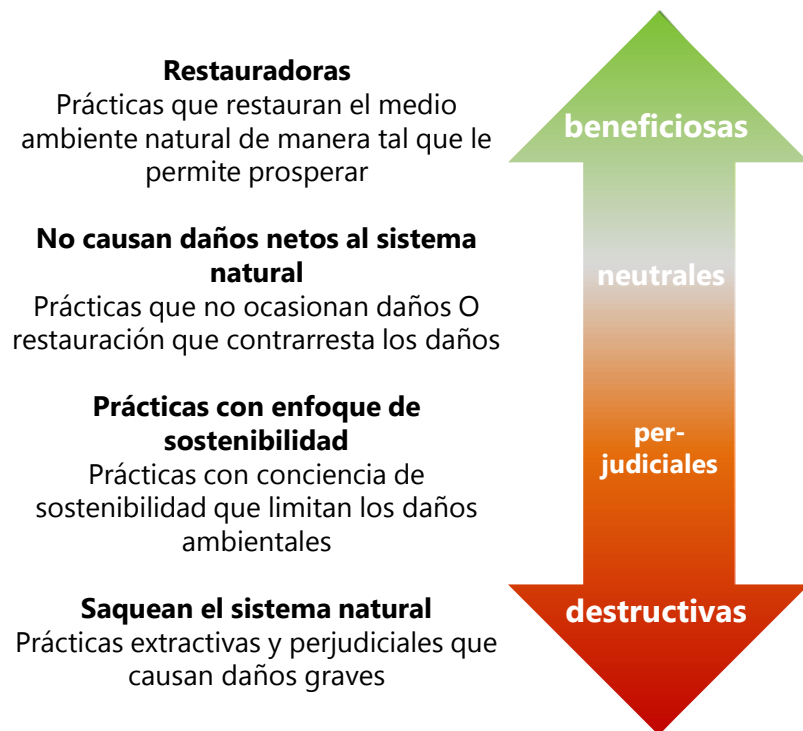 Restauradoras
Prácticas que restauran el medio
ambiente natural de manera tal que le
permite prosperar
beneficiosas
No causan daños netos al sistema
natural
Prácticas que no ocasionan daños O
restauración que contrarresta los daños
neutrales
Prácticas con enfoque de
sostenibilidad
Prácticas con conciencia de
sostenibilidad que limitan los daños
ambientales
per-
judiciales
Saquean el sistema natural
Prácticas extractivas y perjudiciales que
causan daños graves
destructivas